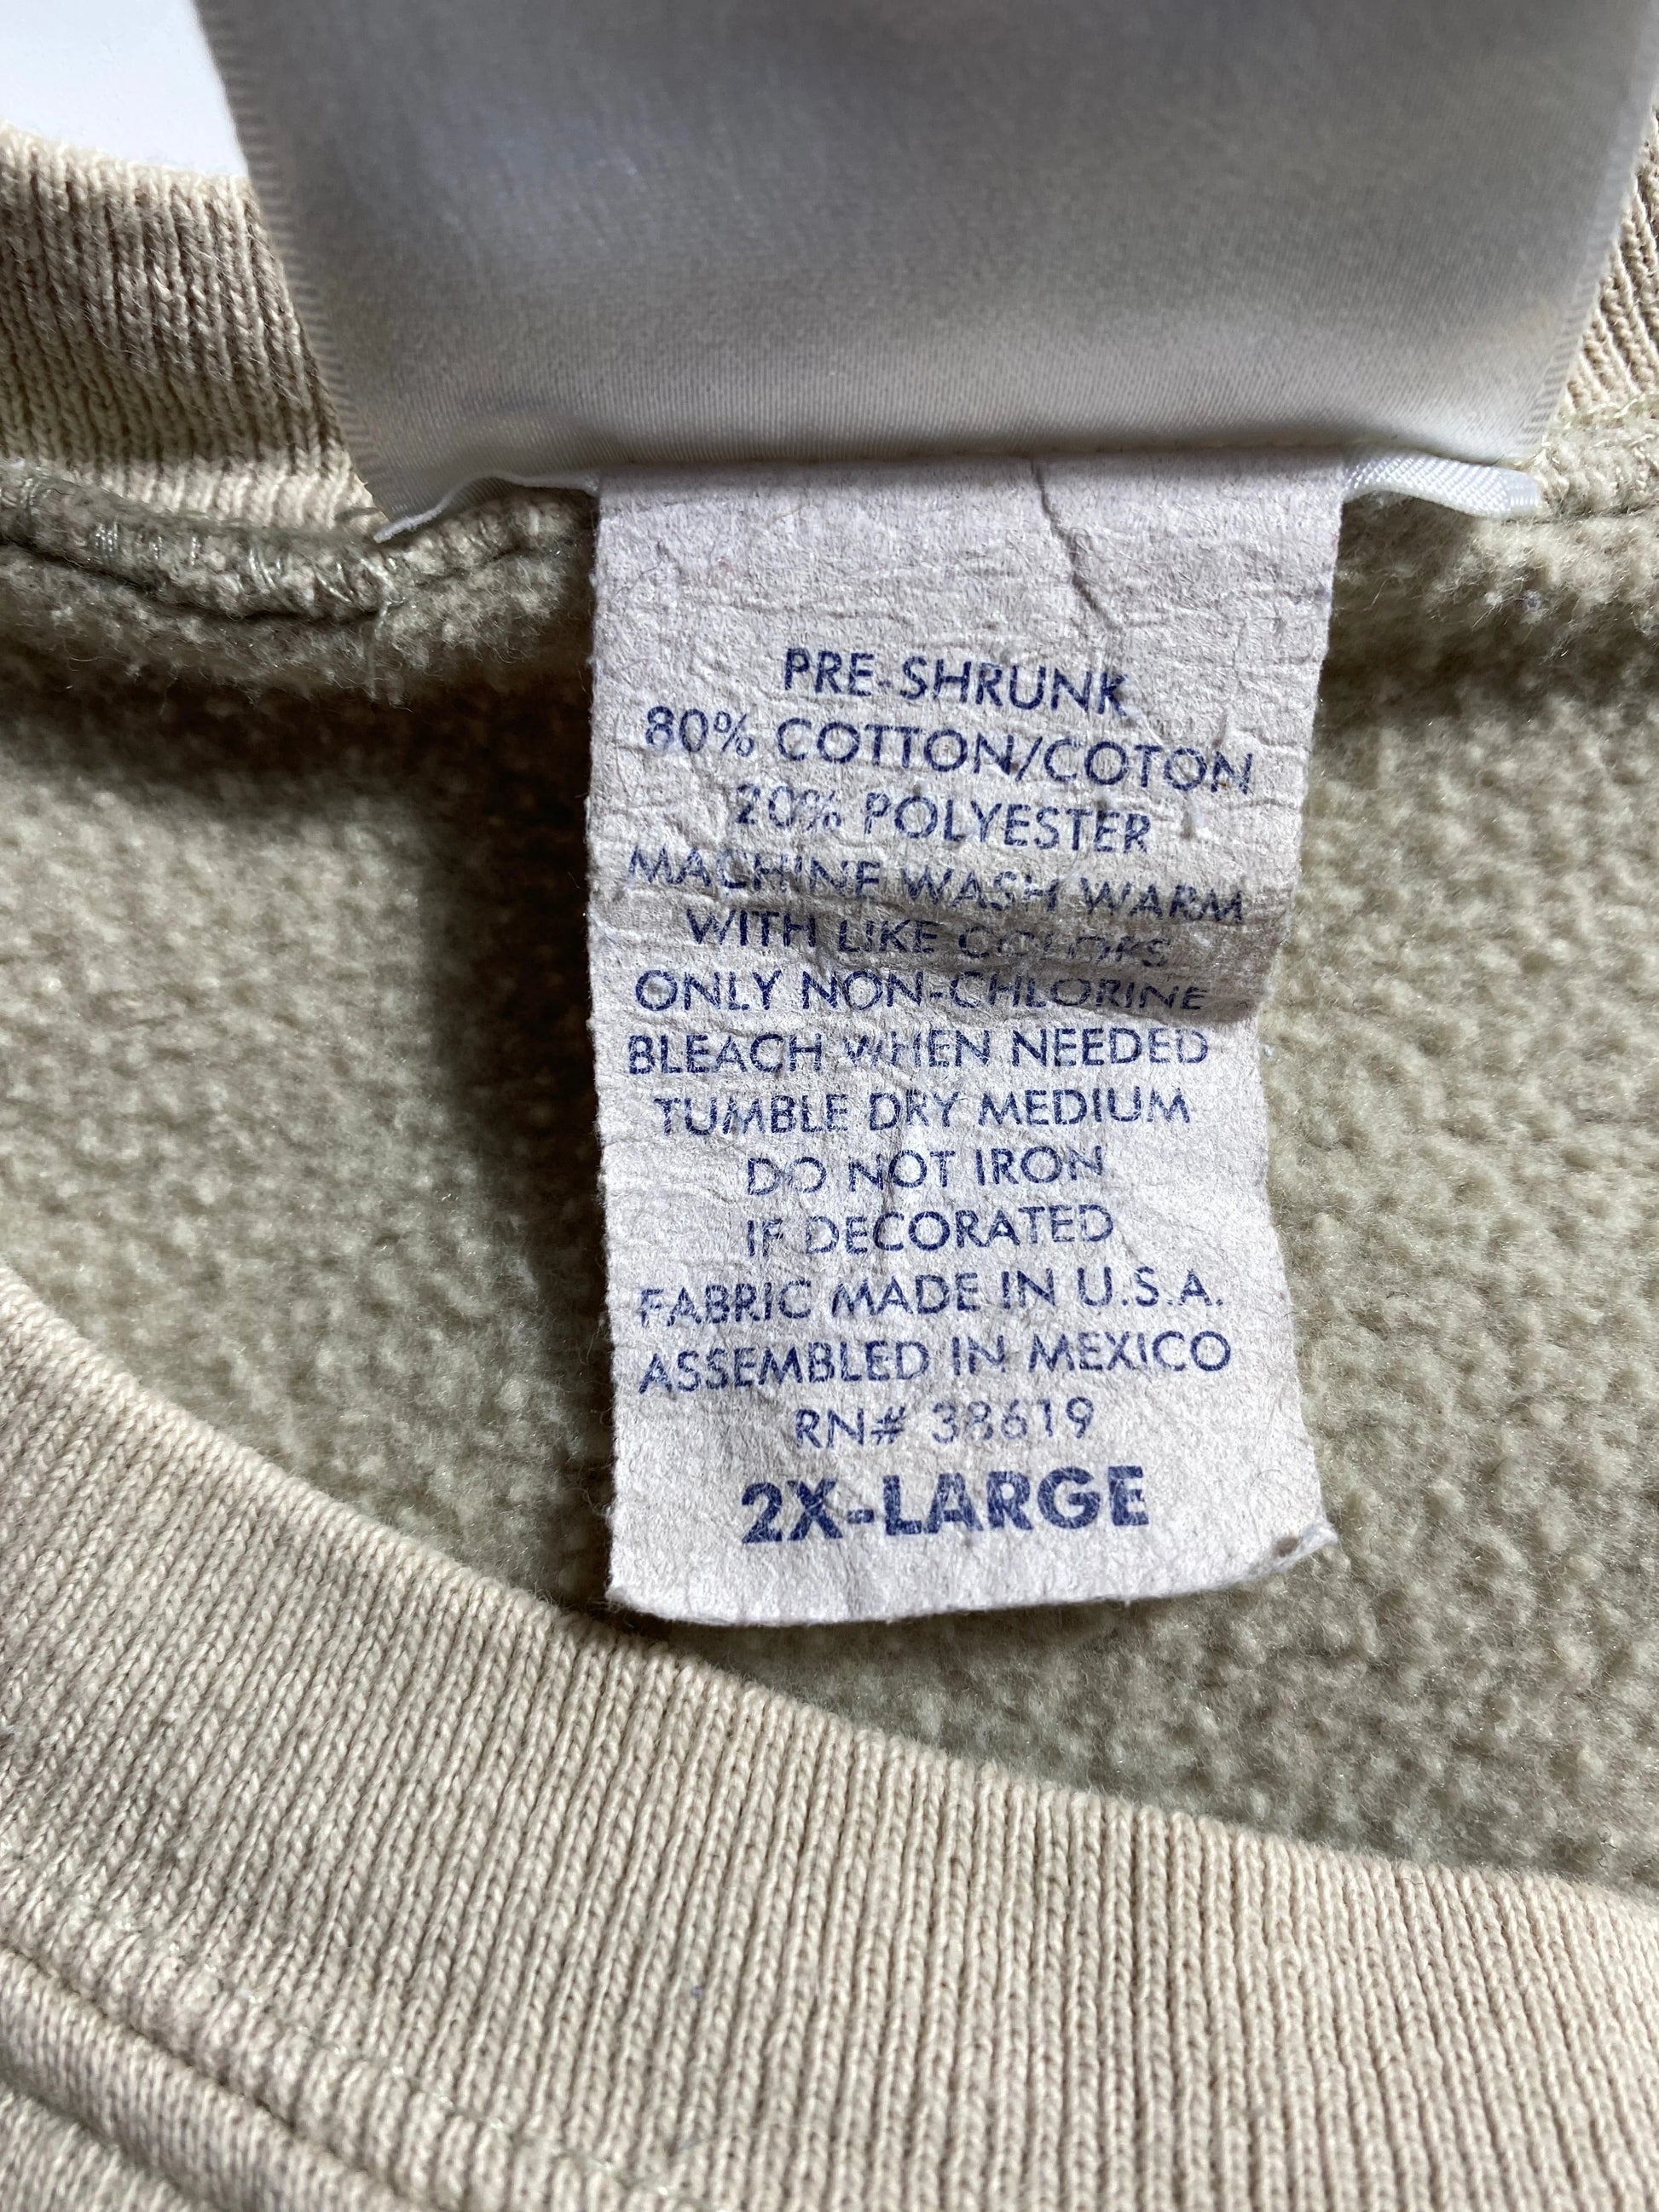 PRE-SHRUNK
80% COTTON/COTON
20% POLYESTER
MACHINE WASH WARM
WITH LIKE COLORS
ONLY NON-CHLORINE
BLEACH WHEN NEEDED
TUMBLE DRY MEDIUM
DO NOT IRON
IF DECORATED
FABRIC MADE IN U.S.A.
ASSEMBLED IN MEXICO
RN# 38619
2X-LARGE